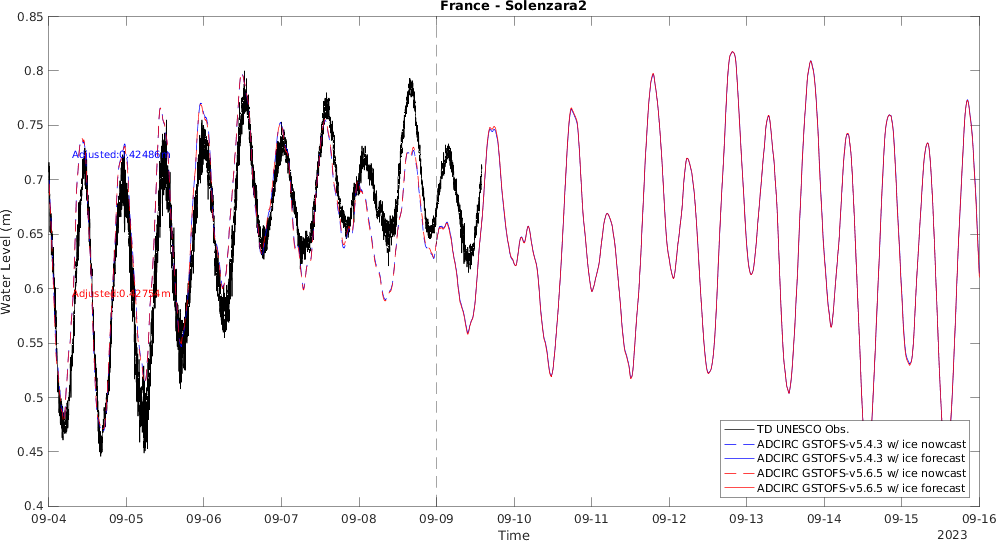 France - Solenzara2
0.85
0.8
0.75
0.7
0.65
0.6
0.55
0.5
0.45
0.4
Water Level (m)
Adjusted:0.42486m
Adjusted:0.42754m
TD UNESCO Obs.
ADCIRC GSTOFS-v5.4.3 w/ ice nowcast
ADCIRC GSTOFS-v5.4.3 w/ ice forecast
ADCIRC GSTOFS-v5.6.5 w/ ice nowcast
ADCIRC GSTOFS-v5.6.5 w/ ice forecast
09-04 09-05 09-06 09-07 09-08 09-09 09-10 09-11 09-12 09-13 09-14 09-15 09-16
Time
2023